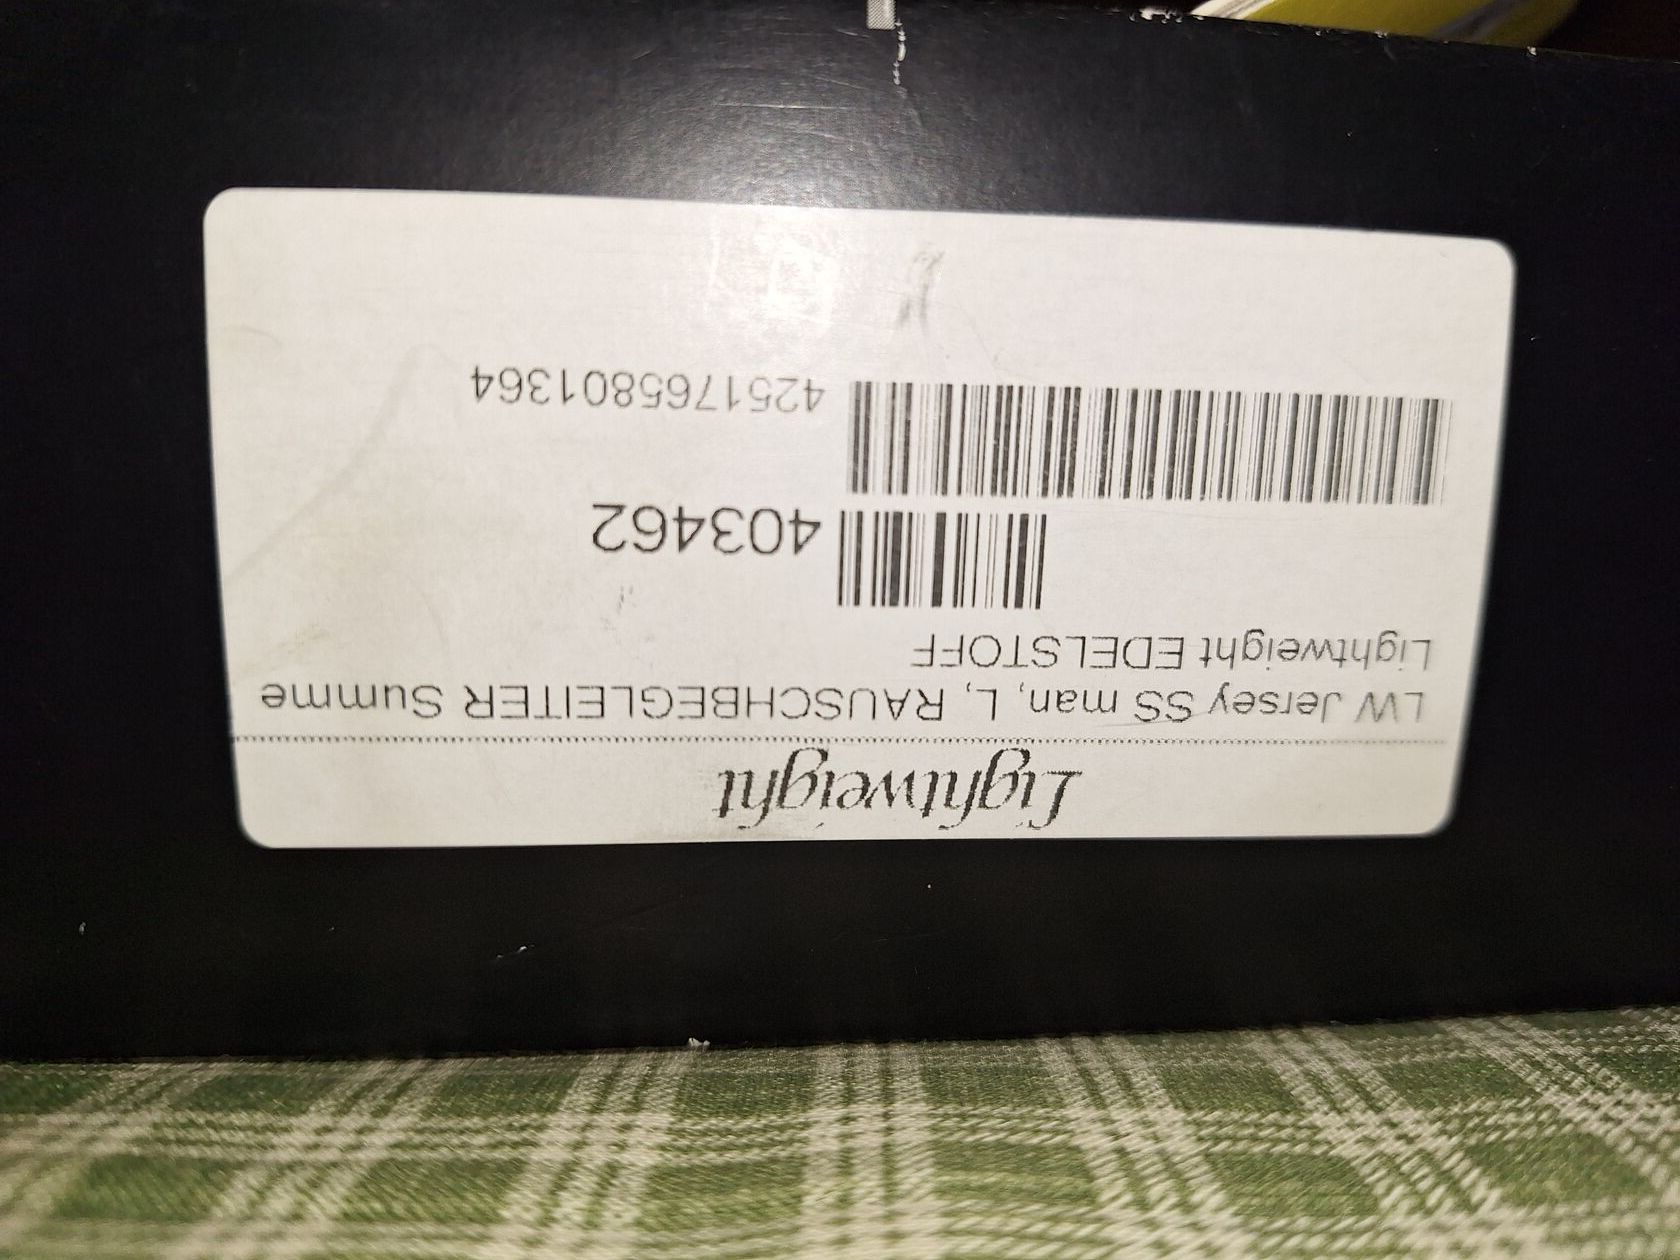 Lightweight
LW Jersey SS man, L, RAUSCHBEGLEITER Summe
Lightweight EDELSTOFF
403462
4251765801364